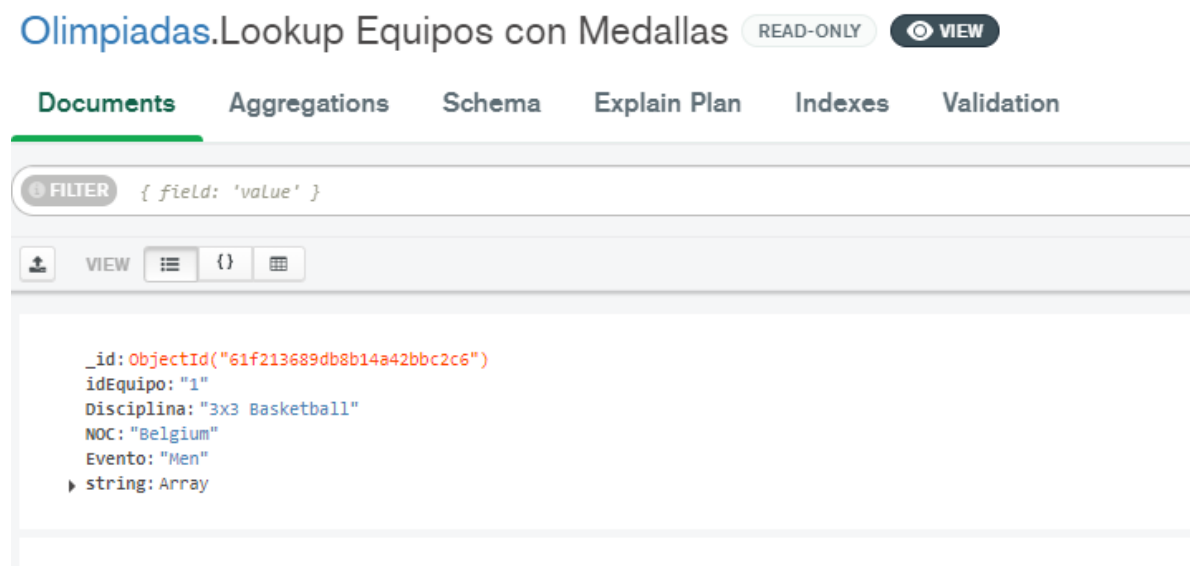 Olimpiadas.Lookup Equipos con Medallas READ-ONLY VIEW
Documents Aggregations Schema Explain Plan Indexes Validation
FILTER { field: 'value' }
VIEW {}
_id: ObjectId("61f213689db8b14a42bbc2c6")
idEquipo: "1"
Disciplina: "3x3 Basketball"
NOC: "Belgium"
Evento: "Men"
string: Array